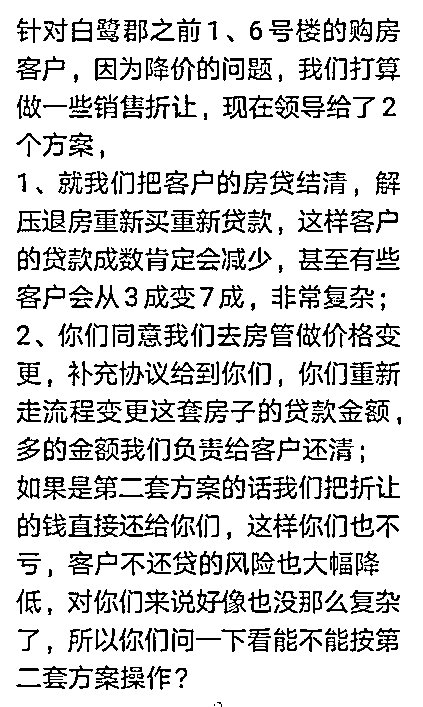 针对白鹭郡之前1、6号楼的购房
客户，因为降价的问题，我们打算
做一些销售折让，现在领导给了2
个方案，
1、就我们把客户的房贷结清，解
压退房重新买重新贷款，这样客户
的贷款成数肯定会减少，甚至有些
客户会从3成变7成，非常复杂；
2、你们同意我们去房管做价格变
更，补充协议给到你们，你们重新
走流程变更这套房子的贷款金额，
多的金额我们负责给客户还清；
如果是第二套方案的话我们把折让
的钱直接还给你们，这样你们也不
亏，客户不还贷的风险也大幅降
低，对你们来说好像也没那么复杂
了，所以你们问一下看能不能按第
二套方案操作？